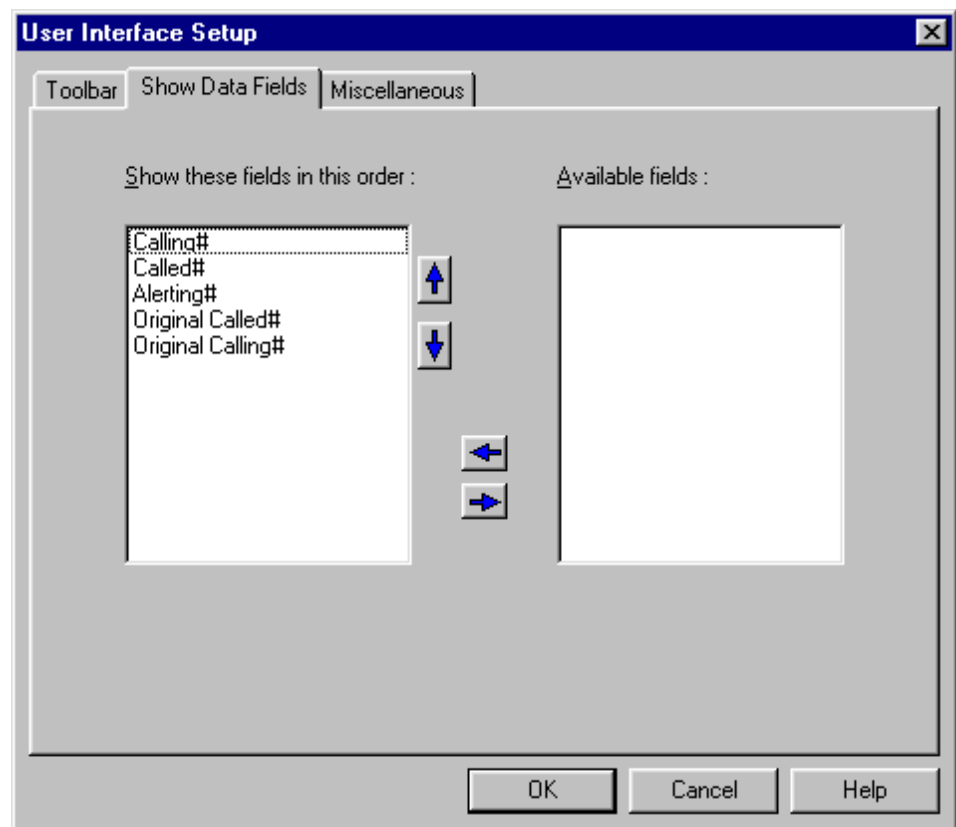 User Interface Setup
Toolbar Show Data Fields Miscellaneous
Show these fields in this order : Available fields :
Calling#
Called#
Alerting#
Original Called#
Original Calling#
OK Cancel Help